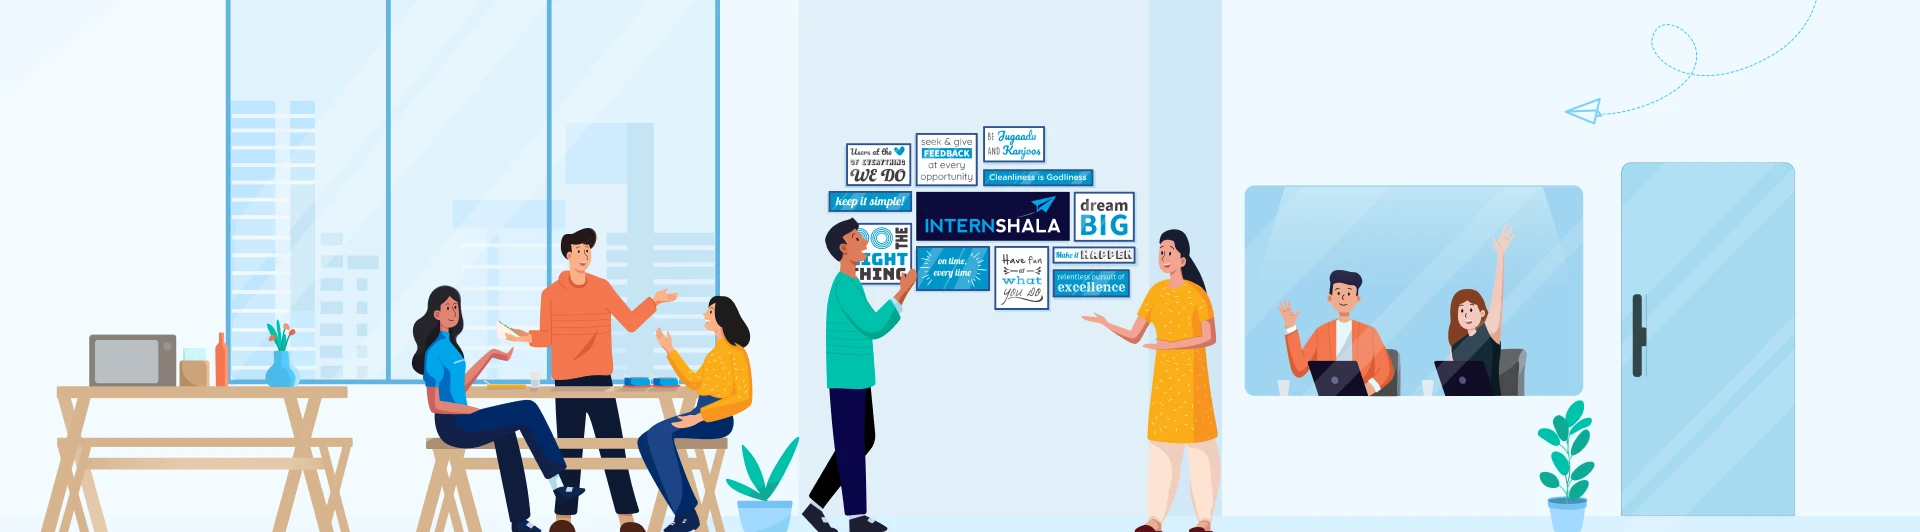 Users at the
OF EVERYTHING
WE DO
seek & give
FEEDBACK
at every
opportunity
BE Jugaadu
AND Kanjoos
Cleanliness is Godliness
keep it simple!
INTERNSHALA
dream
BIG
THE
RIGHT
THING
on time,
every time
Have fun
at
what
YOU DO
Make it HAPPEN
relentless pursuit of
excellence